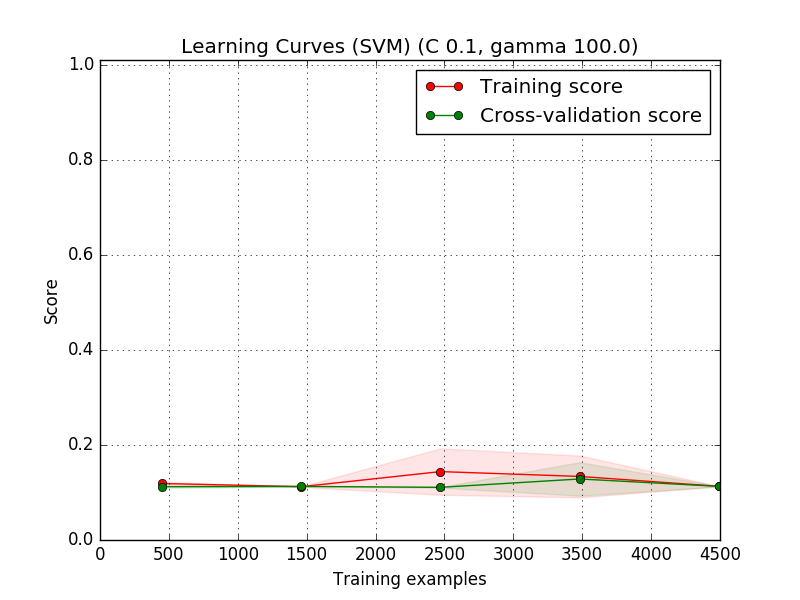 Learning Curves (SVM) (C 0.1, gamma 100.0)
Training score
Cross-validation score
1.0
0.8
0.6
0.4
0.2
0.0
Score
0 500 1000 1500 2000 2500 3000 3500 4000 4500
Training examples